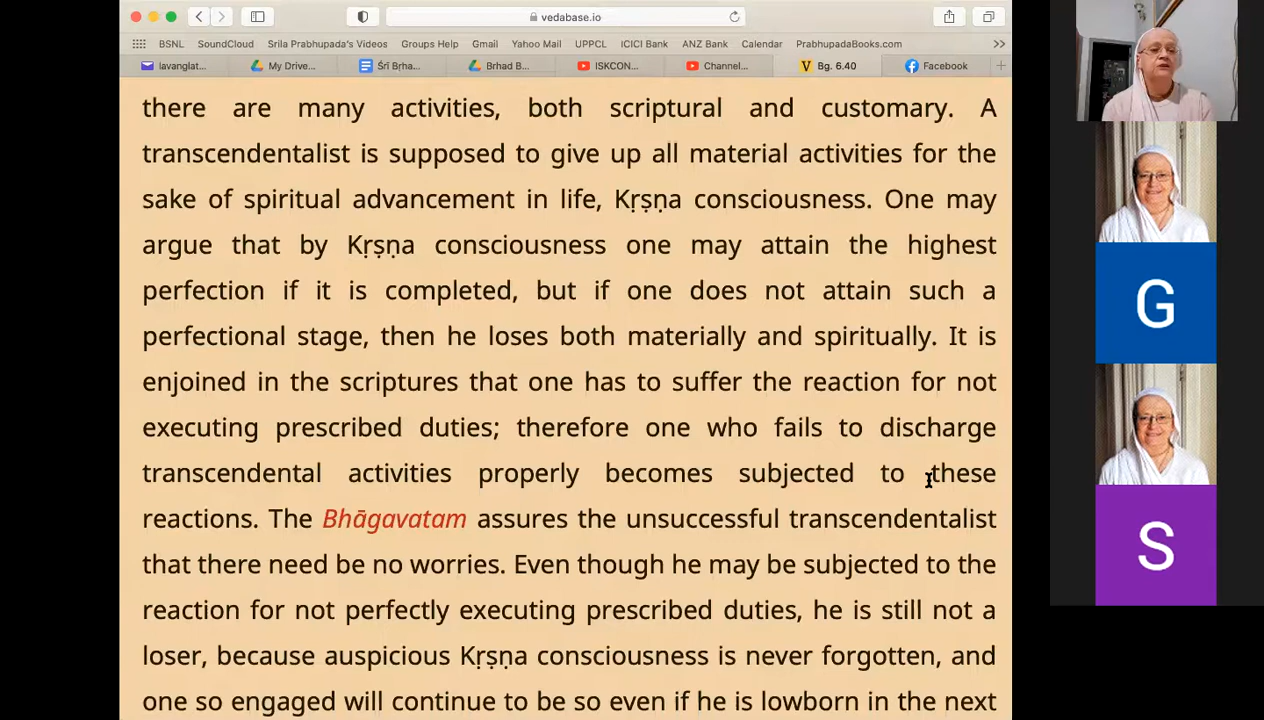 vedabase.io
BSNL SoundCloud Srila Prabhupada's Videos Groups Help Gmail Yahoo Mail UPPCL ICICI Bank ANZ Bank Calendar PrabhupadaBooks.com >>
lavanglat... My Drive... Śrī Bṛha... Brhad B... ISKCON... Channel... V Bg. 6.40 Facebook +
there are many activities, both scriptural and customary. A
transcendentalist is supposed to give up all material activities for the
sake of spiritual advancement in life, Kṛṣṇa consciousness. One may
argue that by Kṛṣṇa consciousness one may attain the highest
perfection if it is completed, but if one does not attain such a
perfectional stage, then he loses both materially and spiritually. It is
enjoined in the scriptures that one has to suffer the reaction for not
executing prescribed duties; therefore one who fails to discharge
transcendental activities properly becomes subjected to these
reactions. The Bhāgavatam assures the unsuccessful transcendentalist
that there need be no worries. Even though he may be subjected to the
reaction for not perfectly executing prescribed duties, he is still not a
loser, because auspicious Kṛṣṇa consciousness is never forgotten, and
one so engaged will continue to be so even if he is lowborn in the next
G
S